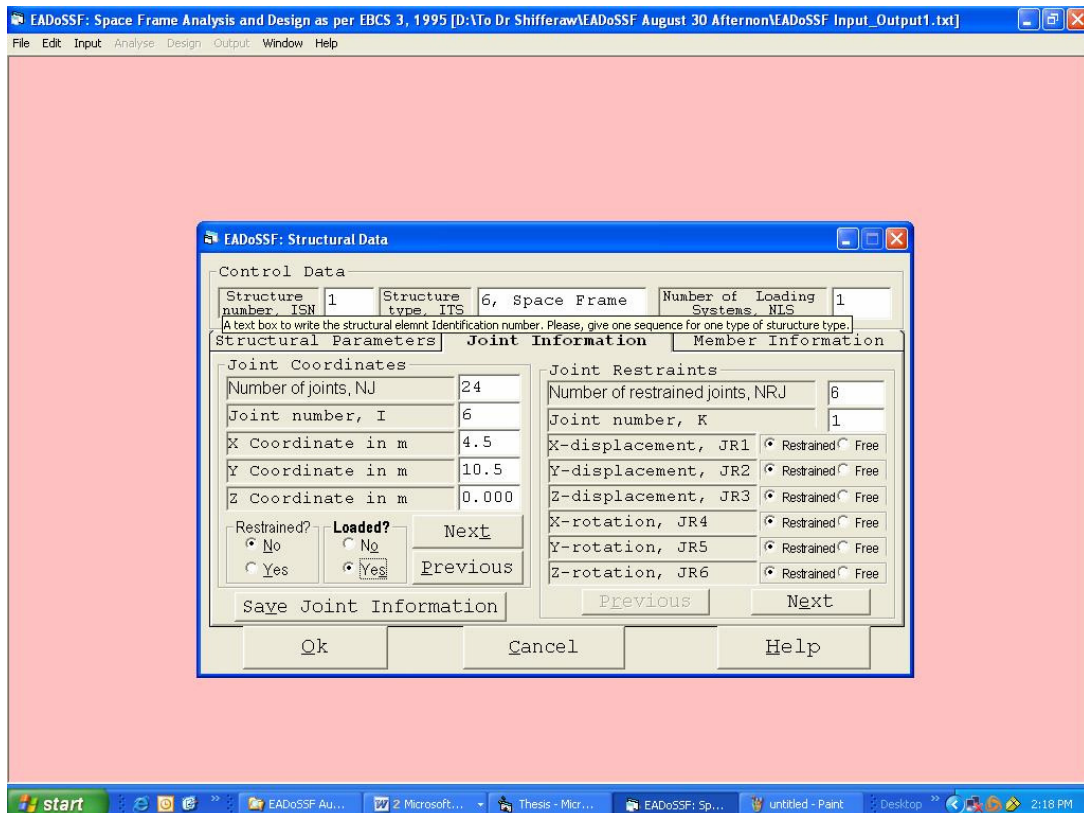 EADoSSF: Space Frame Analysis and Design as per EBCS 3, 1995 [D:\To Dr Shifferaw\EADoSSF August 30 Afternon\EADoSSF Input_Output1.txt]
File Edit Input Analyse Design Output Window Help
EADoSSF: Structural Data
Control Data
Structure number, ISN 1
Structure type, ITS 6, Space Frame
Number of Loading Systems, NLS 1
A text box to write the structural elemnt Identification number. Please, give one sequence for one type of sturucture type.
Structural Parameters Joint Information Member Information
Joint Coordinates
Number of joints, NJ 24
Joint number, I 6
X Coordinate in m 4.5
Y Coordinate in m 10.5
Z Coordinate in m 0.000
Restrained?
No
Yes
Loaded?
No
Yes
Next
Previous
Save Joint Information
Joint Restraints
Number of restrained joints, NRJ 6
Joint number, K 1
X-displacement, JR1 Restrained Free
Y-displacement, JR2 Restrained Free
Z-displacement, JR3 Restrained Free
X-rotation, JR4 Restrained Free
Y-rotation, JR5 Restrained Free
Z-rotation, JR6 Restrained Free
Previous Next
Ok Cancel Help
start EADoSSF Au... 2 Microsoft... Thesis - Micr... EADoSSF: Sp... untitled - Paint Desktop 2:18 PM